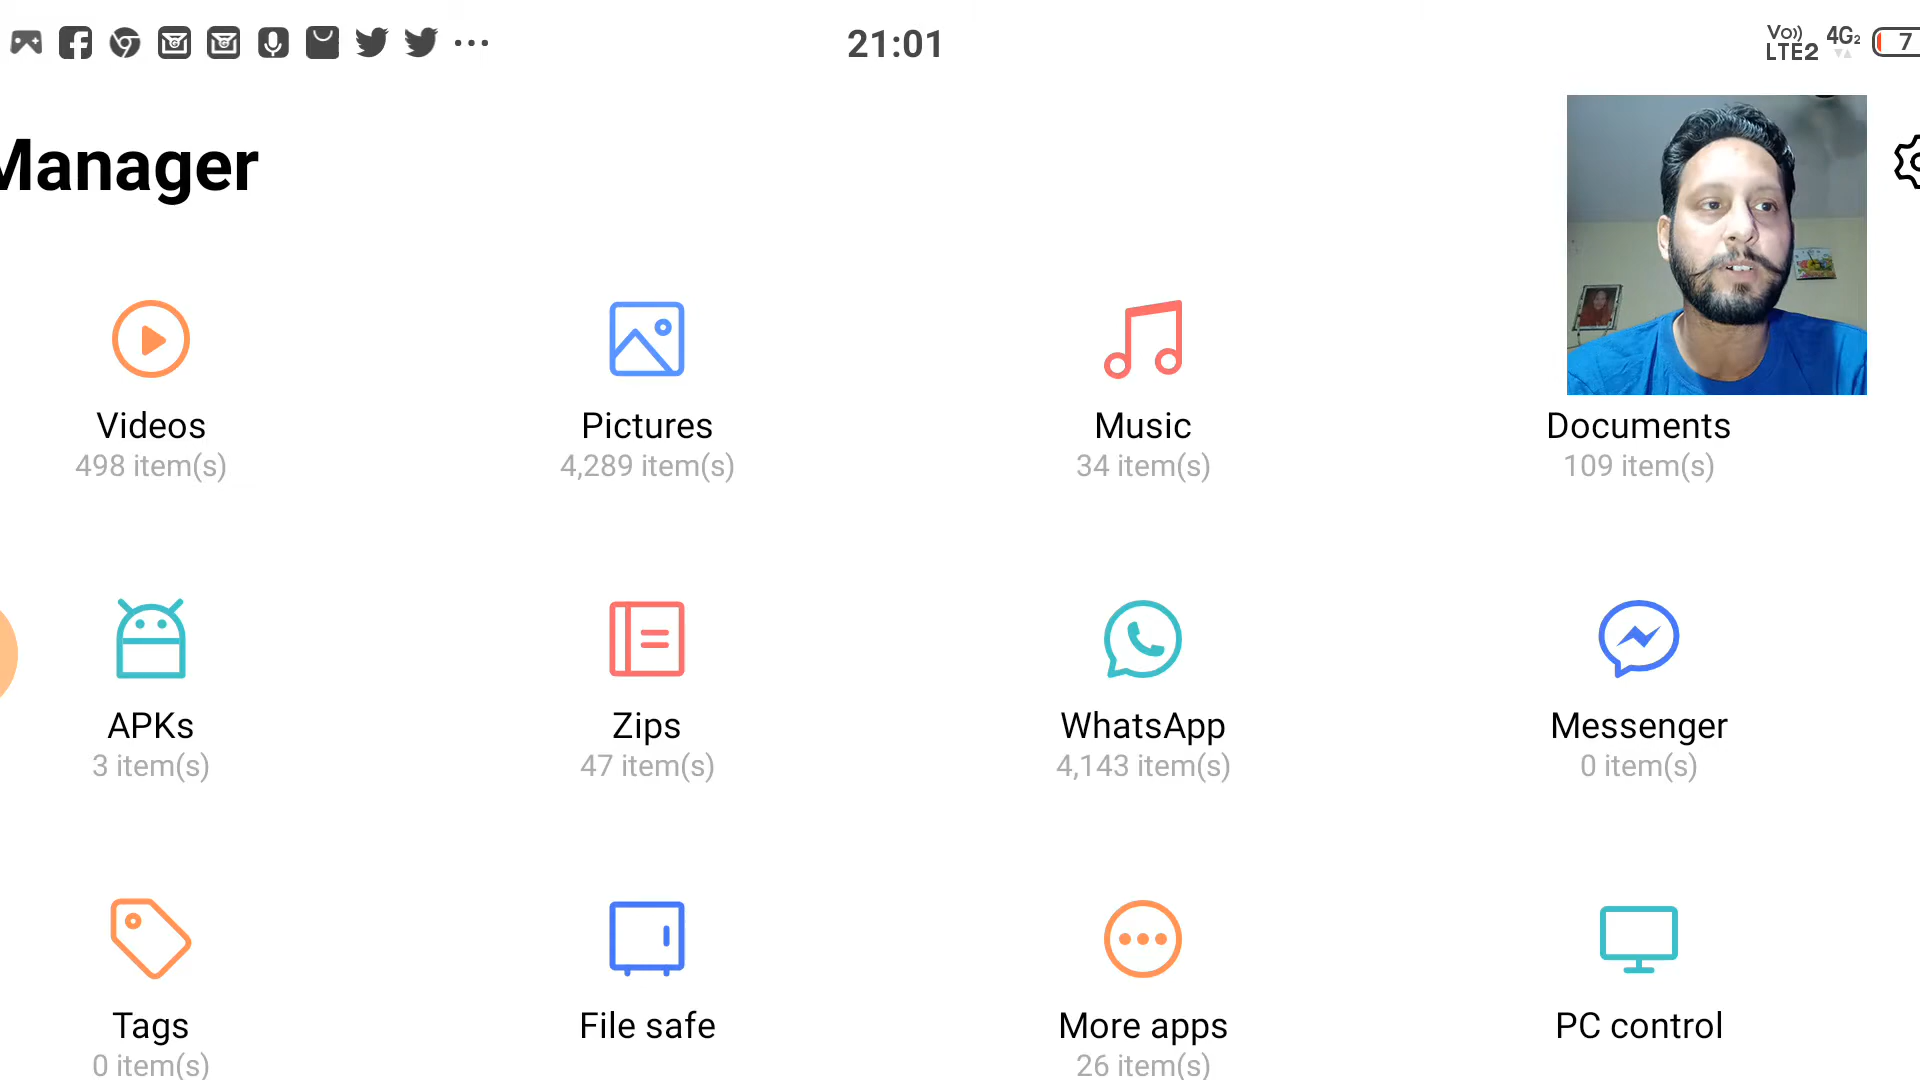 21:01
Vo)) 4G2
LTE2
7
Manager
Videos
498 item(s)
Pictures
4,289 item(s)
Music
34 item(s)
Documents
109 item(s)
APKs
3 item(s)
Zips
47 item(s)
WhatsApp
4,143 item(s)
Messenger
0 item(s)
Tags
0 item(s)
File safe
More apps
26 item(s)
PC control